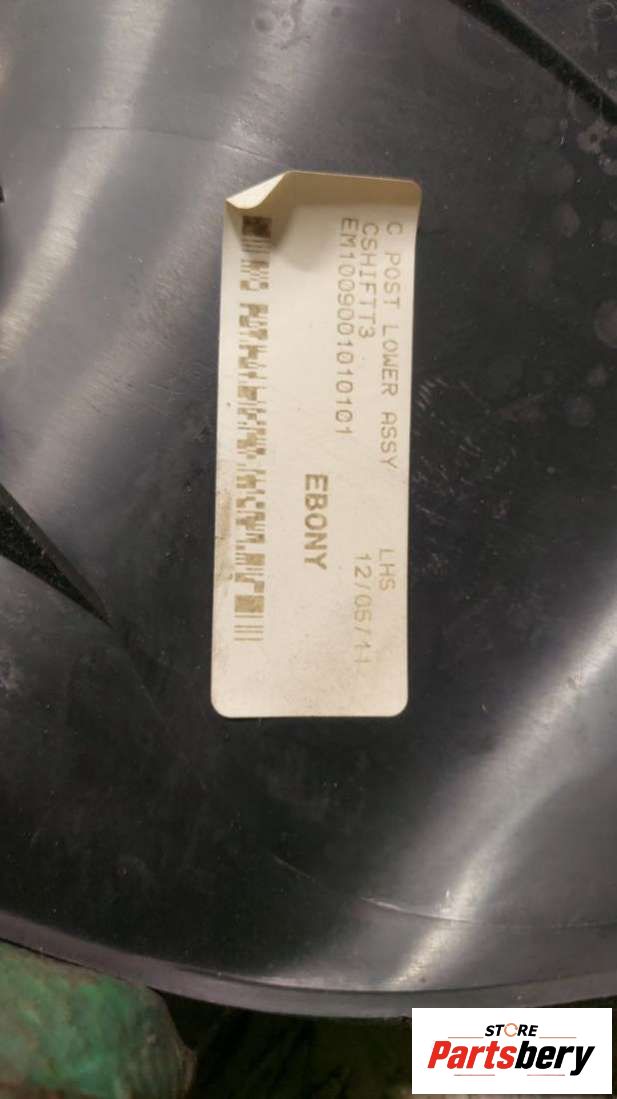 C POST LOWER ASSY LHS
CSHIFTT3 12/05/11
EM1009001010101
EBONY
STORE
Partsbery